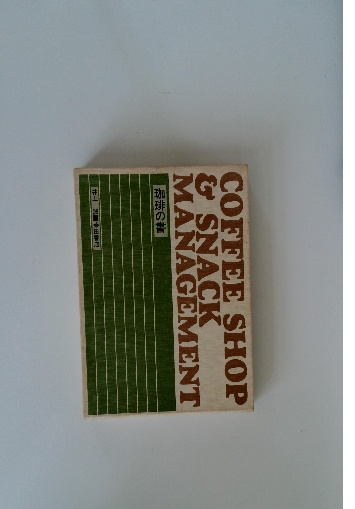 COFFEE SHOP
& SNACK
MANAGEMENT
珈琲の書